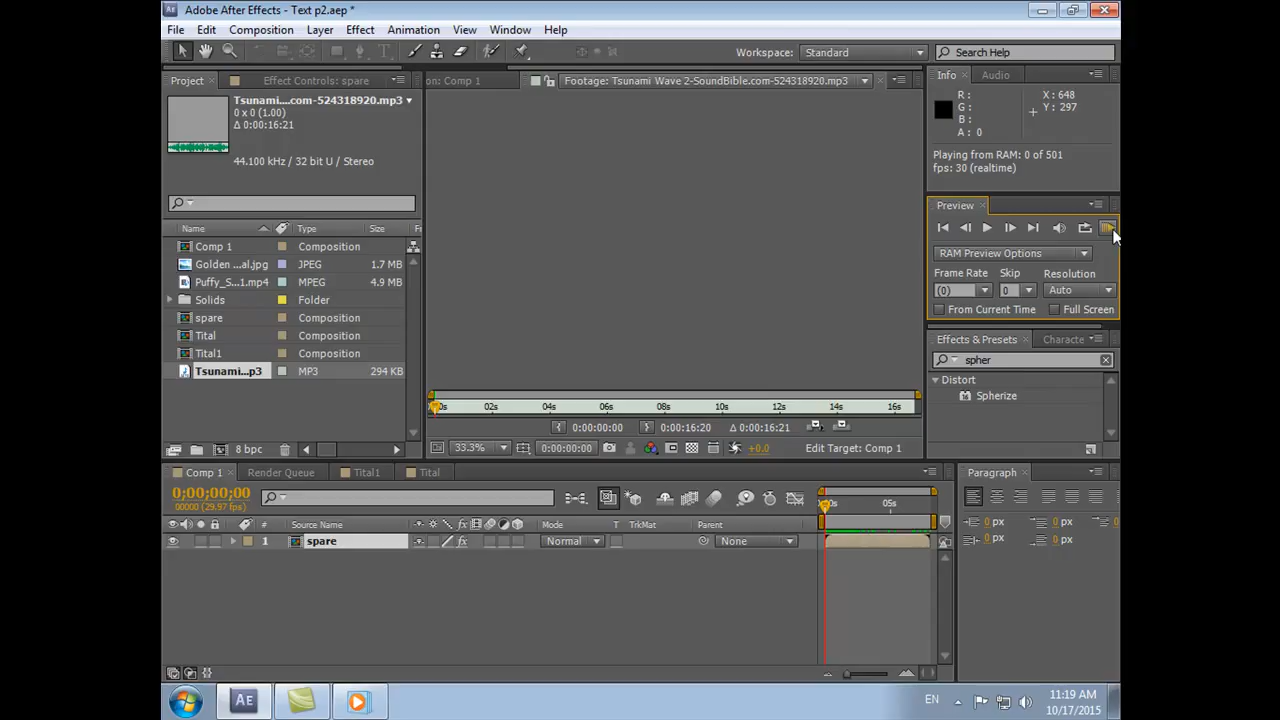 Adobe After Effects - Text p2.aep *
File Edit Composition Layer Effect Animation View Window Help
Workspace: Standard Search Help
Project Effect Controls: spare on: Comp 1 Footage: Tsunami Wave 2-SoundBible.com-524318920.mp3 Info Audio
Tsunami....com-524318920.mp3
0 x 0 (1.00)
Δ 0:00:16:21
44.100 kHz / 32 bit U / Stereo
R : X : 648
G : Y : 297
B :
A : 0
Playing from RAM: 0 of 501
fps: 30 (realtime)
Preview
RAM Preview Options
Frame Rate Skip Resolution
(0) 0 Auto
From Current Time Full Screen
Name Type Size
Comp 1 Composition
Golden ...al.jpg JPEG 1.7 MB
Puffy_S...1.mp4 MPEG 4.9 MB
Solids Folder
spare Composition
Tital Composition
Tital1 Composition
Tsunami...p3 MP3 294 KB
8 bpc
Effects & Presets Characte
spher
Distort
Spherize
0s 02s 04s 06s 08s 10s 12s 14s 16s
0:00:00:00 0:00:16:20 Δ 0:00:16:21
33.3% 0:00:00:00 +0.0 Edit Target: Comp 1
Comp 1 Render Queue Tital1 Tital
0;00;00;00
00000 (29.97 fps)
05s
# Source Name Mode T TrkMat Parent
1 spare Normal None
Paragraph
0 px 0 px 0
0 px 0 px
EN 11:19 AM
10/17/2015